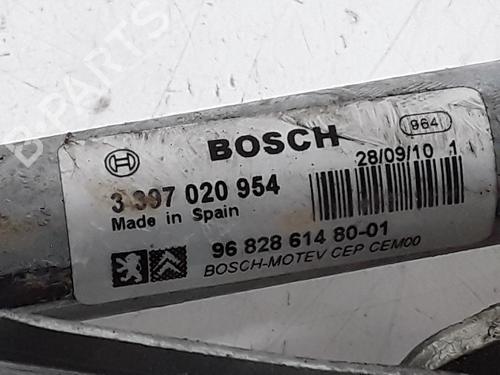 BOSCH
964
28/09/10 1
3 397 020 954
Made in Spain
96 828 614 80-01
BOSCH-MOTEV CEP CEM00
B-PARTS